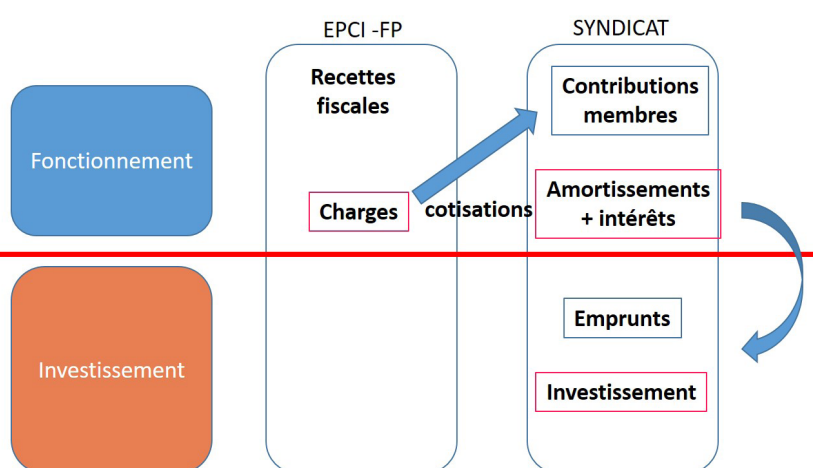 EPCI -FP
SYNDICAT
Fonctionnement
Recettes
fiscales
Contributions
membres
Charges
cotisations
Amortissements
+ intérêts
Investissement
Emprunts
Investissement